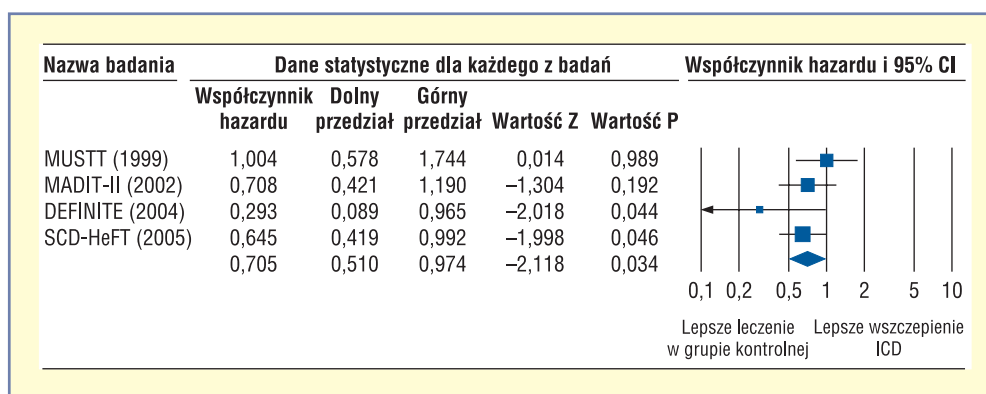 Nazwa badania Dane statystyczne dla każdego z badań Współczynnik hazardu i 95% CI
Współczynnik hazardu Dolny przedział Górny przedział Wartość Z Wartość P
MUSTT (1999) 1,004 0,578 1,744 0,014 0,989
MADIT-II (2002) 0,708 0,421 1,190 –1,304 0,192
DEFINITE (2004) 0,293 0,089 0,965 –2,018 0,044
SCD-HeFT (2005) 0,645 0,419 0,992 –1,998 0,046
0,705 0,510 0,974 –2,118 0,034
0,1 0,2 0,5 1 2 5 10
Lepsze leczenie w grupie kontrolnej Lepsze wszczepienie ICD